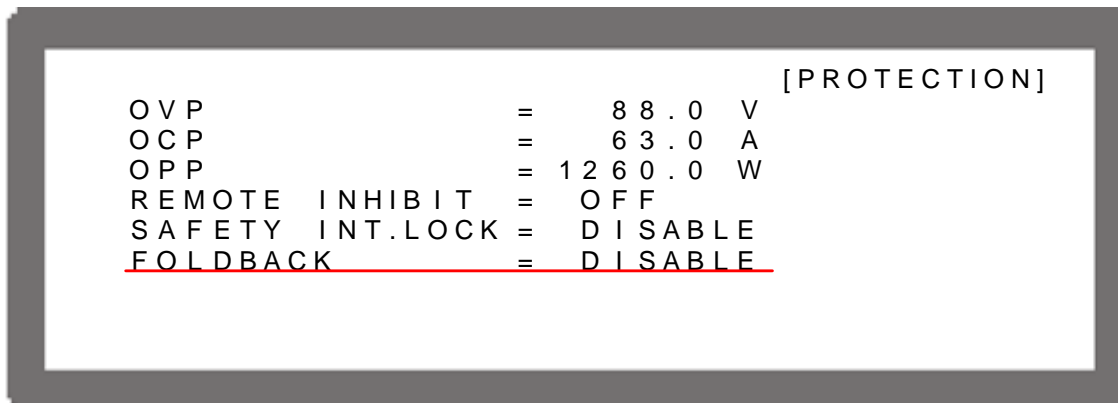 [PROTECTION]
OVP = 88.0 V
OCP = 63.0 A
OPP = 1260.0 W
REMOTE INHIBIT = OFF
SAFETY INT.LOCK = DISABLE
FOLDBACK = DISABLE